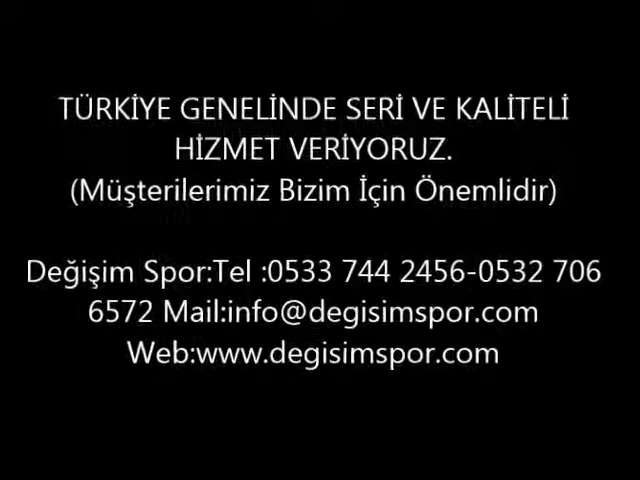 TÜRKİYE GENELİNDE SERİ VE KALİTELİ
HİZMET VERİYORUZ.
(Müşterilerimiz Bizim İçin Önemlidir)
Değişim Spor:Tel :0533 744 2456-0532 706
6572 Mail:info@degisimspor.com
Web:www.degisimspor.com